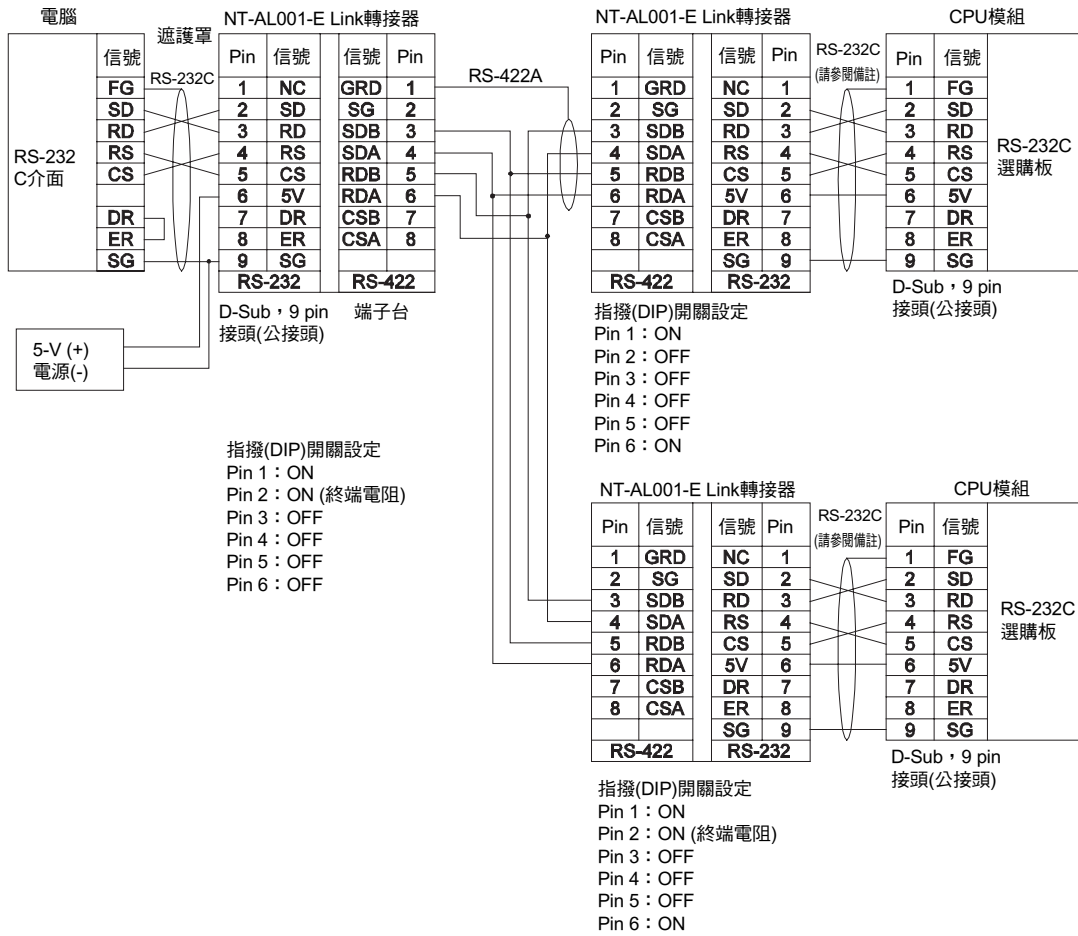 電腦
NT-AL001-E Link轉接器
遮護罩
RS-232C
信號
FG
SD
RD
RS
CS
DR
ER
SG
RS-232
C介面
Pin 信號 信號 Pin
1 NC GRD 1
2 SD SG 2
3 RD SDB 3
4 RS SDA 4
5 CS RDB 5
6 5V RDA 6
7 DR CSB 7
8 ER CSA 8
9 SG
RS-232 RS-422
D-Sub，9 pin
接頭(公接頭)
端子台
5-V (+)
電源(-)
指撥(DIP)開關設定
Pin 1：ON
Pin 2：ON (終端電阻)
Pin 3：OFF
Pin 4：OFF
Pin 5：OFF
Pin 6：OFF
RS-422A
NT-AL001-E Link轉接器
Pin 信號 信號 Pin
1 GRD NC 1
2 SG SD 2
3 SDB RD 3
4 SDA RS 4
5 RDB CS 5
6 RDA 5V 6
7 CSB DR 7
8 CSA ER 8
SG 9
RS-422 RS-232
RS-232C
(請參閱備註)
CPU模組
Pin 信號
1 FG
2 SD
3 RD
4 RS
5 CS
6 5V
7 DR
8 ER
9 SG
RS-232C
選購板
D-Sub，9 pin
接頭(公接頭)
指撥(DIP)開關設定
Pin 1：ON
Pin 2：OFF
Pin 3：OFF
Pin 4：OFF
Pin 5：OFF
Pin 6：ON
NT-AL001-E Link轉接器
Pin 信號 信號 Pin
1 GRD NC 1
2 SG SD 2
3 SDB RD 3
4 SDA RS 4
5 RDB CS 5
6 RDA 5V 6
7 CSB DR 7
8 CSA ER 8
SG 9
RS-422 RS-232
RS-232C
(請參閱備註)
CPU模組
Pin 信號
1 FG
2 SD
3 RD
4 RS
5 CS
6 5V
7 DR
8 ER
9 SG
RS-232C
選購板
D-Sub，9 pin
接頭(公接頭)
指撥(DIP)開關設定
Pin 1：ON
Pin 2：ON (終端電阻)
Pin 3：OFF
Pin 4：OFF
Pin 5：OFF
Pin 6：ON